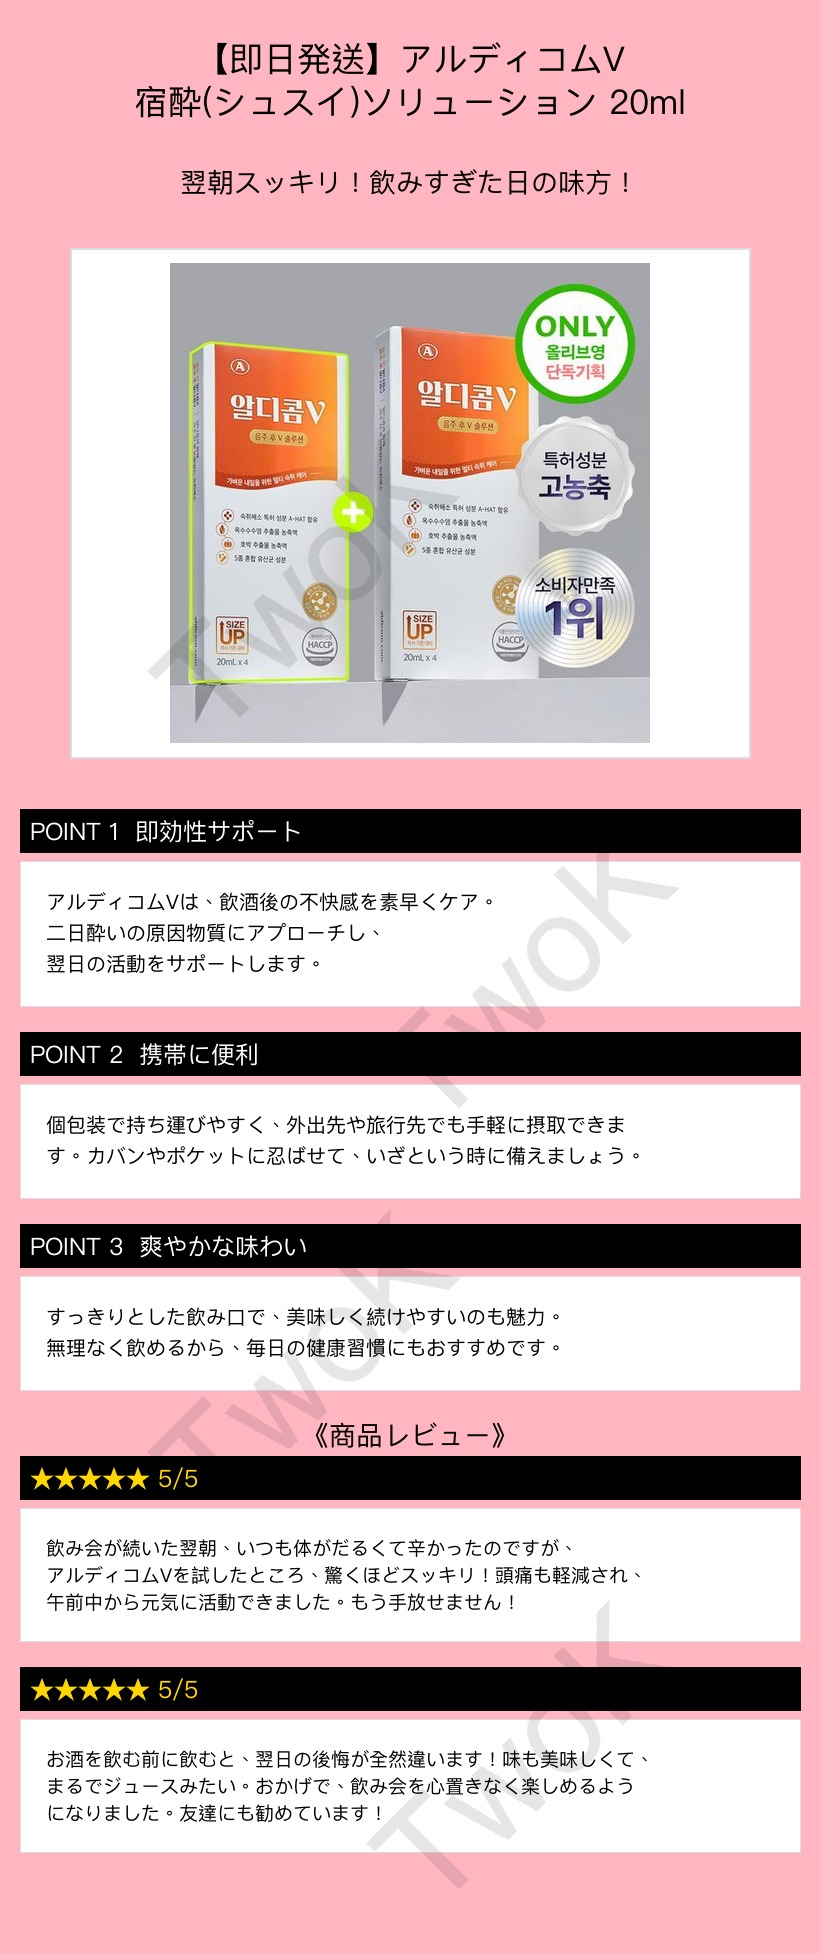 【即日発送】アルディコムV
宿酔(シュスイ)ソリューション 20ml
翌朝スッキリ！飲みすぎた日の味方！
ONLY
올리브영
단독기획
A
알디콤V
음주 후 V 솔루션
가벼운 내일을 위한 멀티 숙취 케어
숙취해소 특허 성분 A-HAT 함유
옥수수수염 추출물 농축액
호박 추출물 농축액
5종 혼합 유산균 성분
SIZE
UP
자사 기존 대비
HACCP
20mL x 4
A
알디콤V
음주 후 V 솔루션
가벼운 내일을 위한 멀티 숙취 케어
숙취해소 특허 성분 A-HAT 함유
옥수수수염 추출물 농축액
호박 추출물 농축액
5종 혼합 유산균 성분
SIZE
UP
자사 기존 대비
HACCP
20mL x 4
특허성분
고농축
소비자만족
1위
TwoK
POINT 1 即効性サポート
アルディコムVは、飲酒後の不快感を素早くケア。
二日酔いの原因物質にアプローチし、
翌日の活動をサポートします。
TwoK
POINT 2 携帯に便利
個包装で持ち運びやすく、外出先や旅行先でも手軽に摂取できま
す。カバンやポケットに忍ばせて、いざという時に備えましょう。
POINT 3 爽やかな味わい
すっきりとした飲み口で、美味しく続けやすいのも魅力。
無理なく飲めるから、毎日の健康習慣にもおすすめです。
TwoK
《商品レビュー》
★★★★★ 5/5
飲み会が続いた翌朝、いつも体がだるくて辛かったのですが、
アルディコムVを試したところ、驚くほどスッキリ！頭痛も軽減され、
午前中から元気に活動できました。もう手放せません！
★★★★★ 5/5
お酒を飲む前に飲むと、翌日の後悔が全然違います！味も美味しくて、
まるでジュースみたい。おかげで、飲み会を心置きなく楽しめるよう
になりました。友達にも勧めています！
TwoK